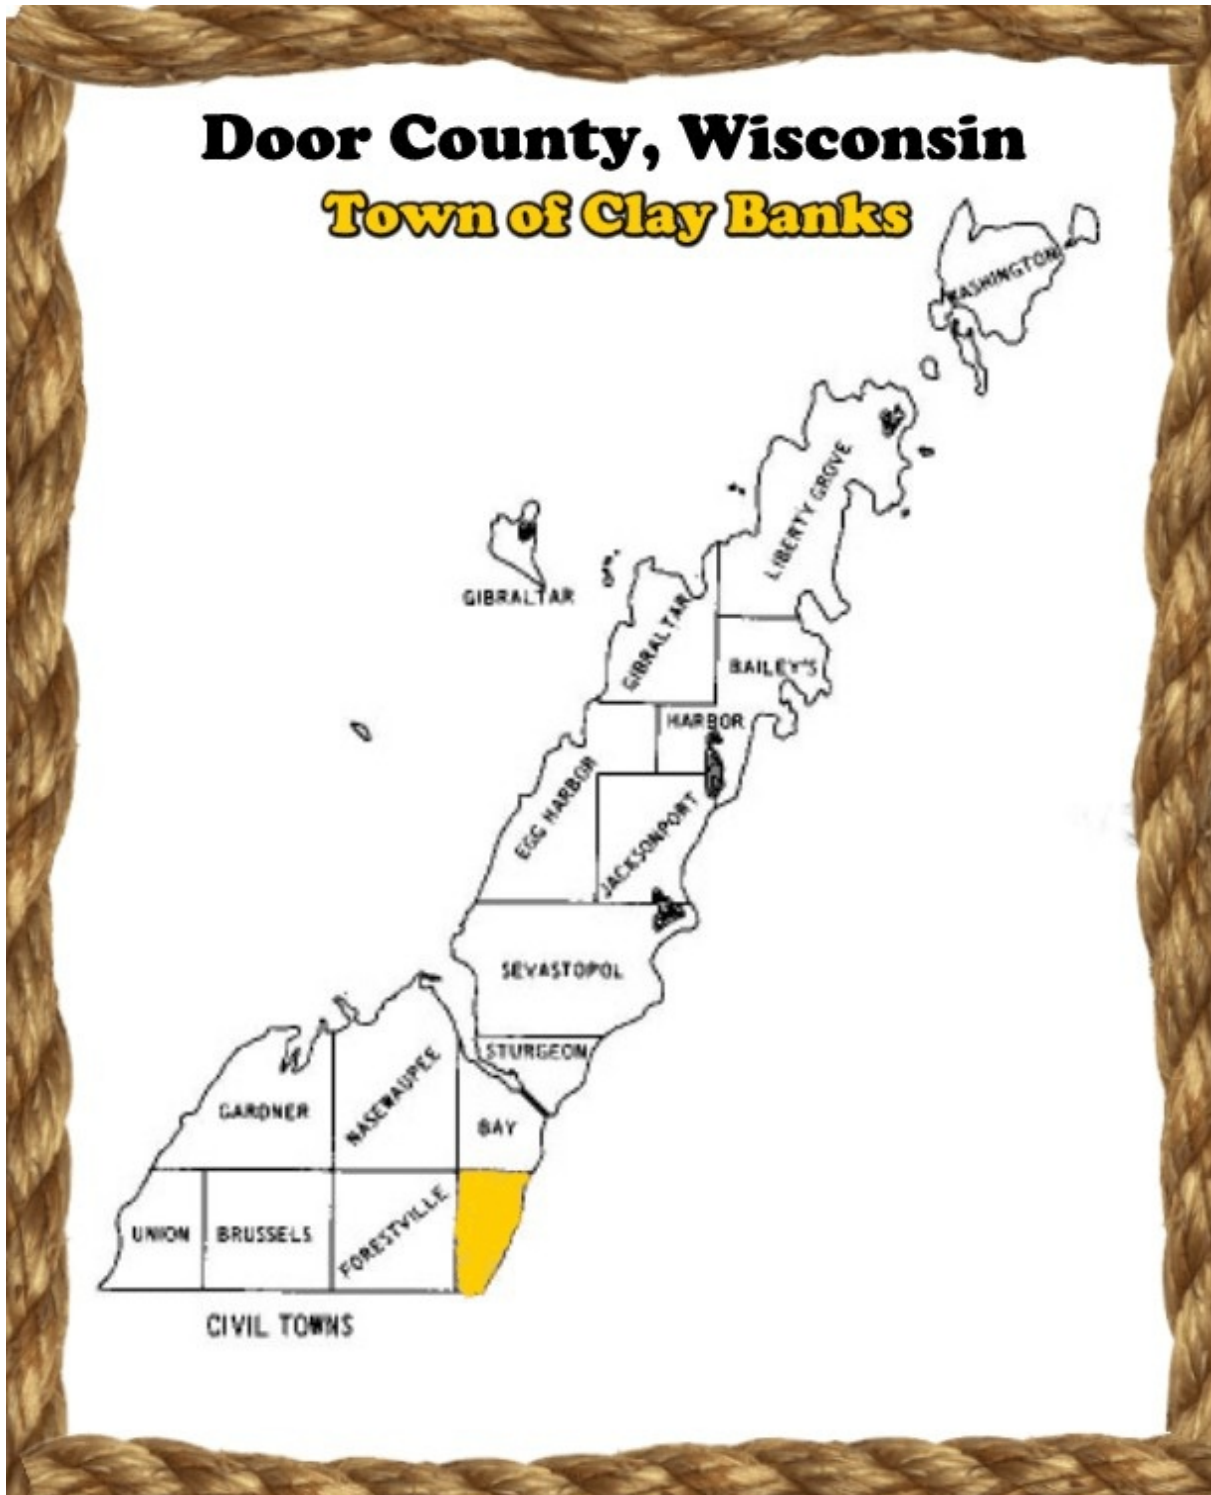 Door County, Wisconsin
Town of Clay Banks
WASHINGTON
LIBERTY GROVE
GIBRALTAR
GIBRALTAR
BAILEY'S
HARBOR
EGG HARBOR
JACKSONPORT
SEVASTOPOL
STURGEON
BAY
NASEWAUPEE
GARDNER
UNION
BRUSSELS
FORESTVILLE
CIVIL TOWNS